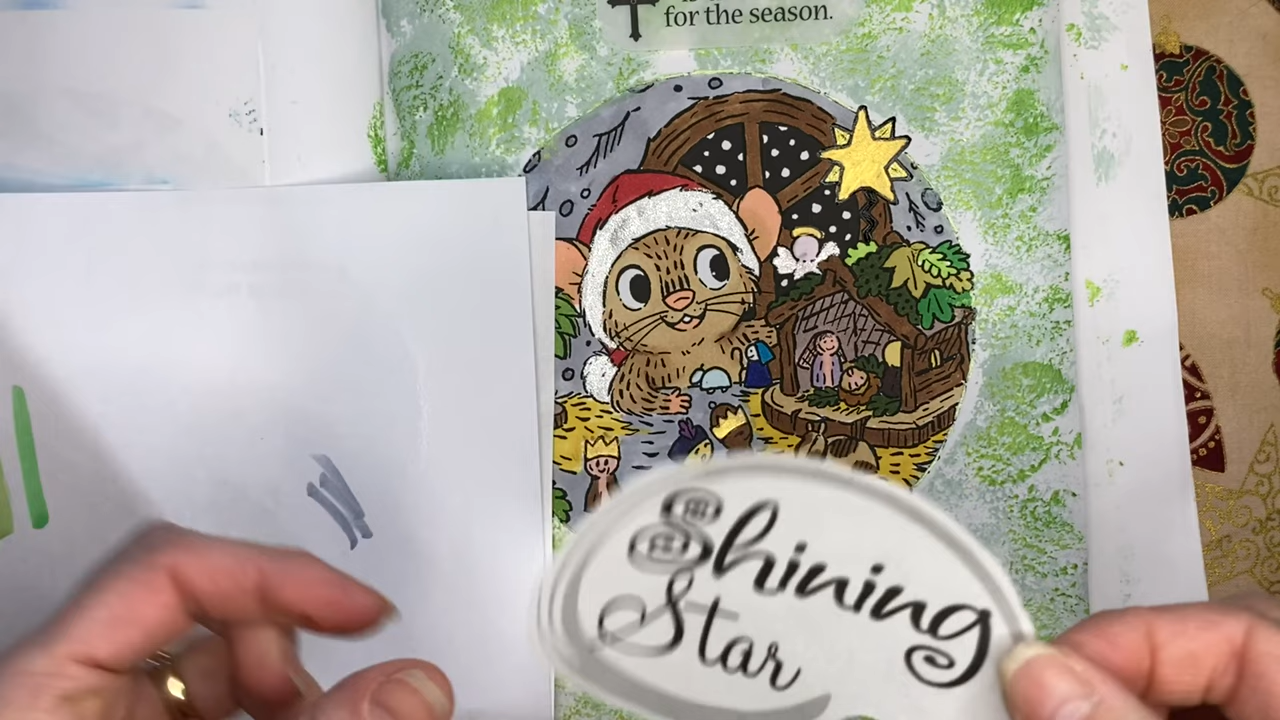 for the season.
Shining
Star